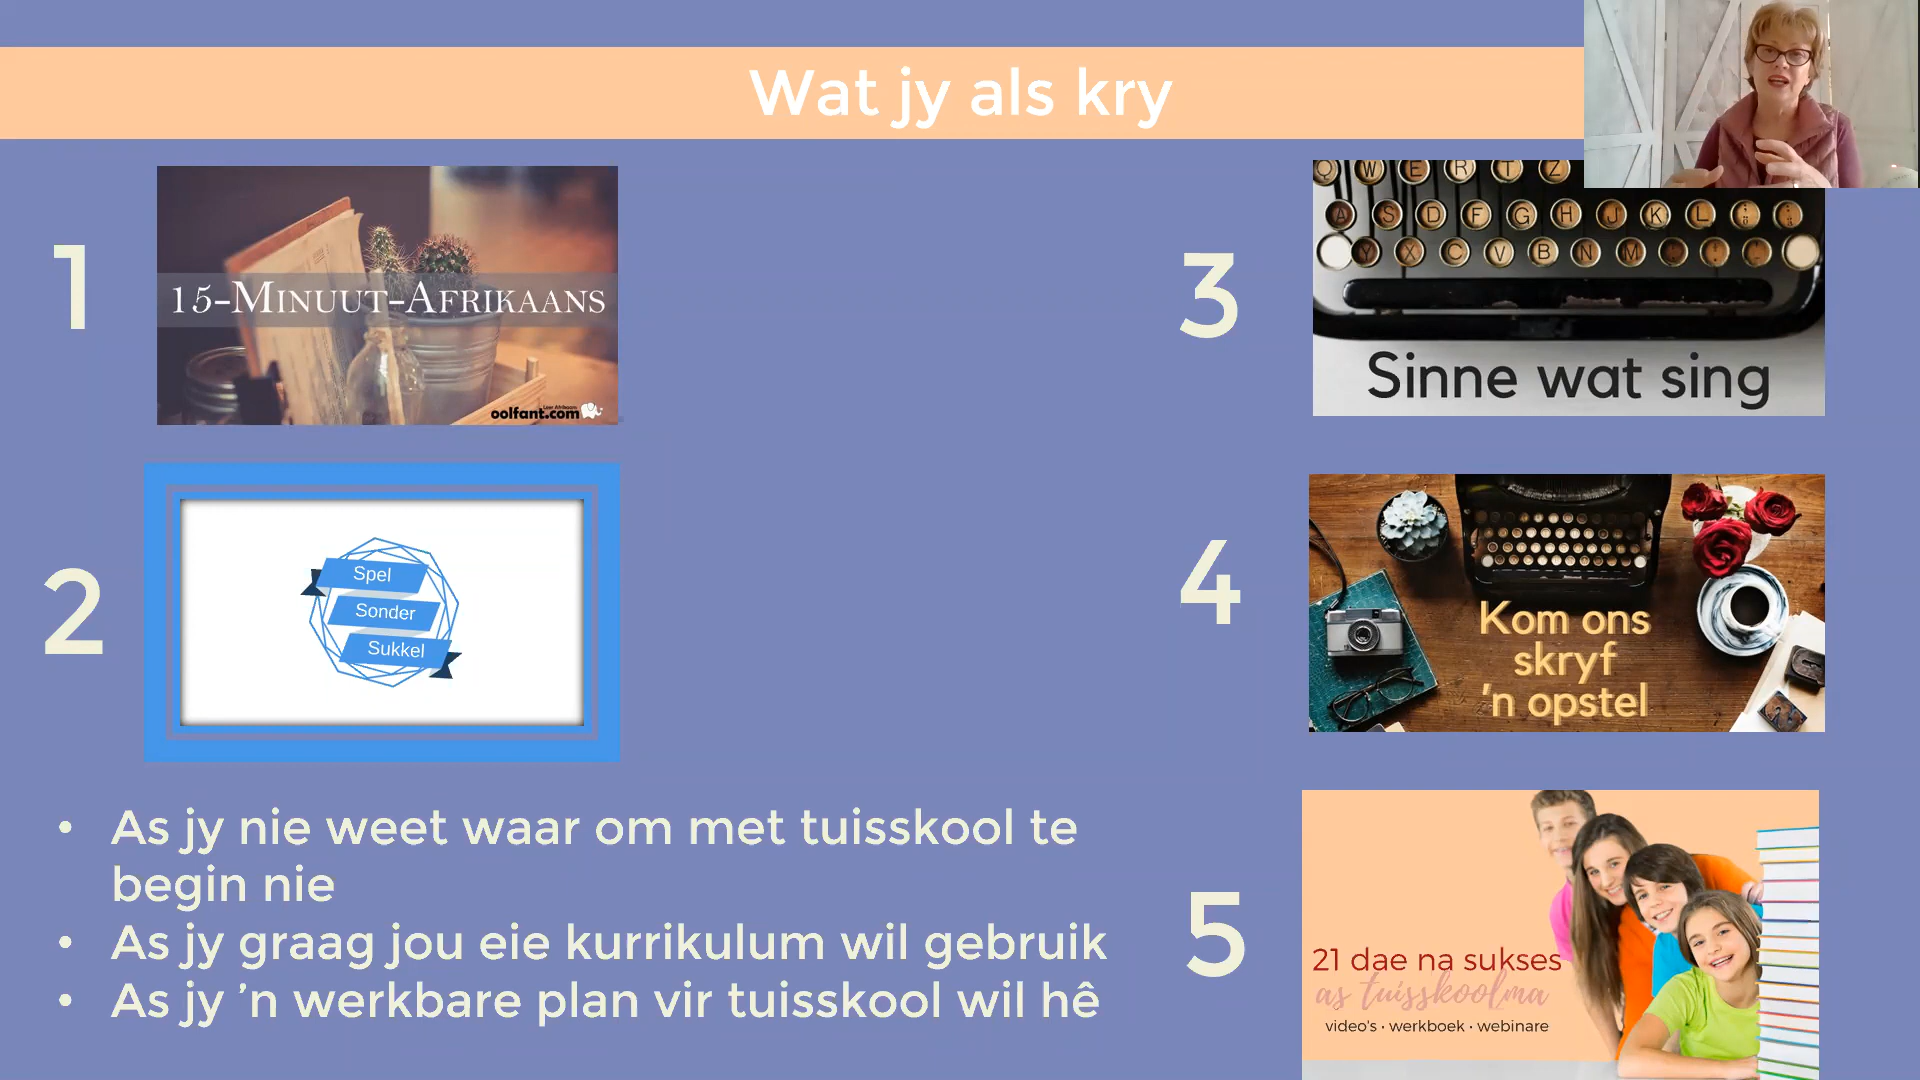 Wat jy als kry
1
15-Minuut-Afrikaans
Leer Afrikaans
oolfant.com
2
Spel
Sonder
Sukkel
3
Q W E R T Z
A S D F G H J K L
Y X C V B N M
Sinne wat sing
4
Kom ons
skryf
'n opstel
5
21 dae na sukses
as tuisskoolma
video's • werkboek • webinare
• As jy nie weet waar om met tuisskool te
begin nie
• As jy graag jou eie kurrikulum wil gebruik
• As jy ’n werkbare plan vir tuisskool wil hê